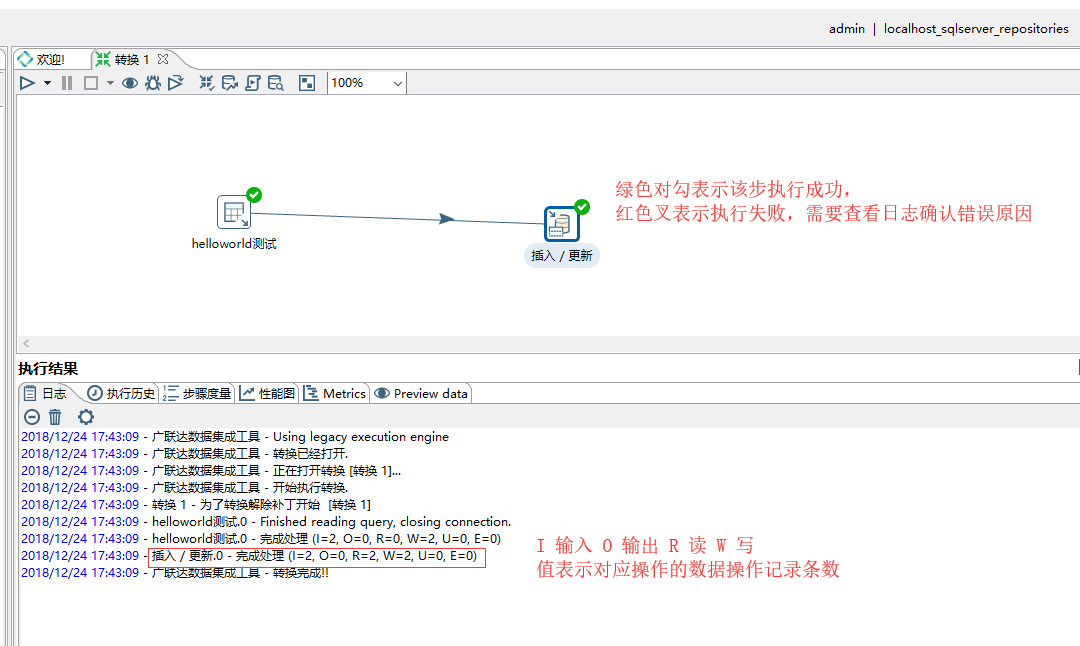 admin | localhost_sqlserver_repositories
欢迎!
转换 1
100%
绿色对勾表示该步执行成功，
红色叉表示执行失败，需要查看日志确认错误原因
helloworld测试
插入 / 更新
执行结果
日志
执行历史
步骤度量
性能图
Metrics
Preview data
2018/12/24 17:43:09 - 广联达数据集成工具 - Using legacy execution engine
2018/12/24 17:43:09 - 广联达数据集成工具 - 转换已经打开.
2018/12/24 17:43:09 - 广联达数据集成工具 - 正在打开转换 [转换 1]...
2018/12/24 17:43:09 - 广联达数据集成工具 - 开始执行转换.
2018/12/24 17:43:09 - 转换 1 - 为了转换解除补丁开始  [转换 1]
2018/12/24 17:43:09 - helloworld测试.0 - Finished reading query, closing connection.
2018/12/24 17:43:09 - helloworld测试.0 - 完成处理 (I=2, O=0, R=0, W=2, U=0, E=0)
2018/12/24 17:43:09 - 插入 / 更新.0 - 完成处理 (I=2, O=0, R=2, W=2, U=0, E=0)
2018/12/24 17:43:09 - 广联达数据集成工具 - 转换完成!!
I 输入 O 输出 R 读 W 写
值表示对应操作的数据操作记录条数